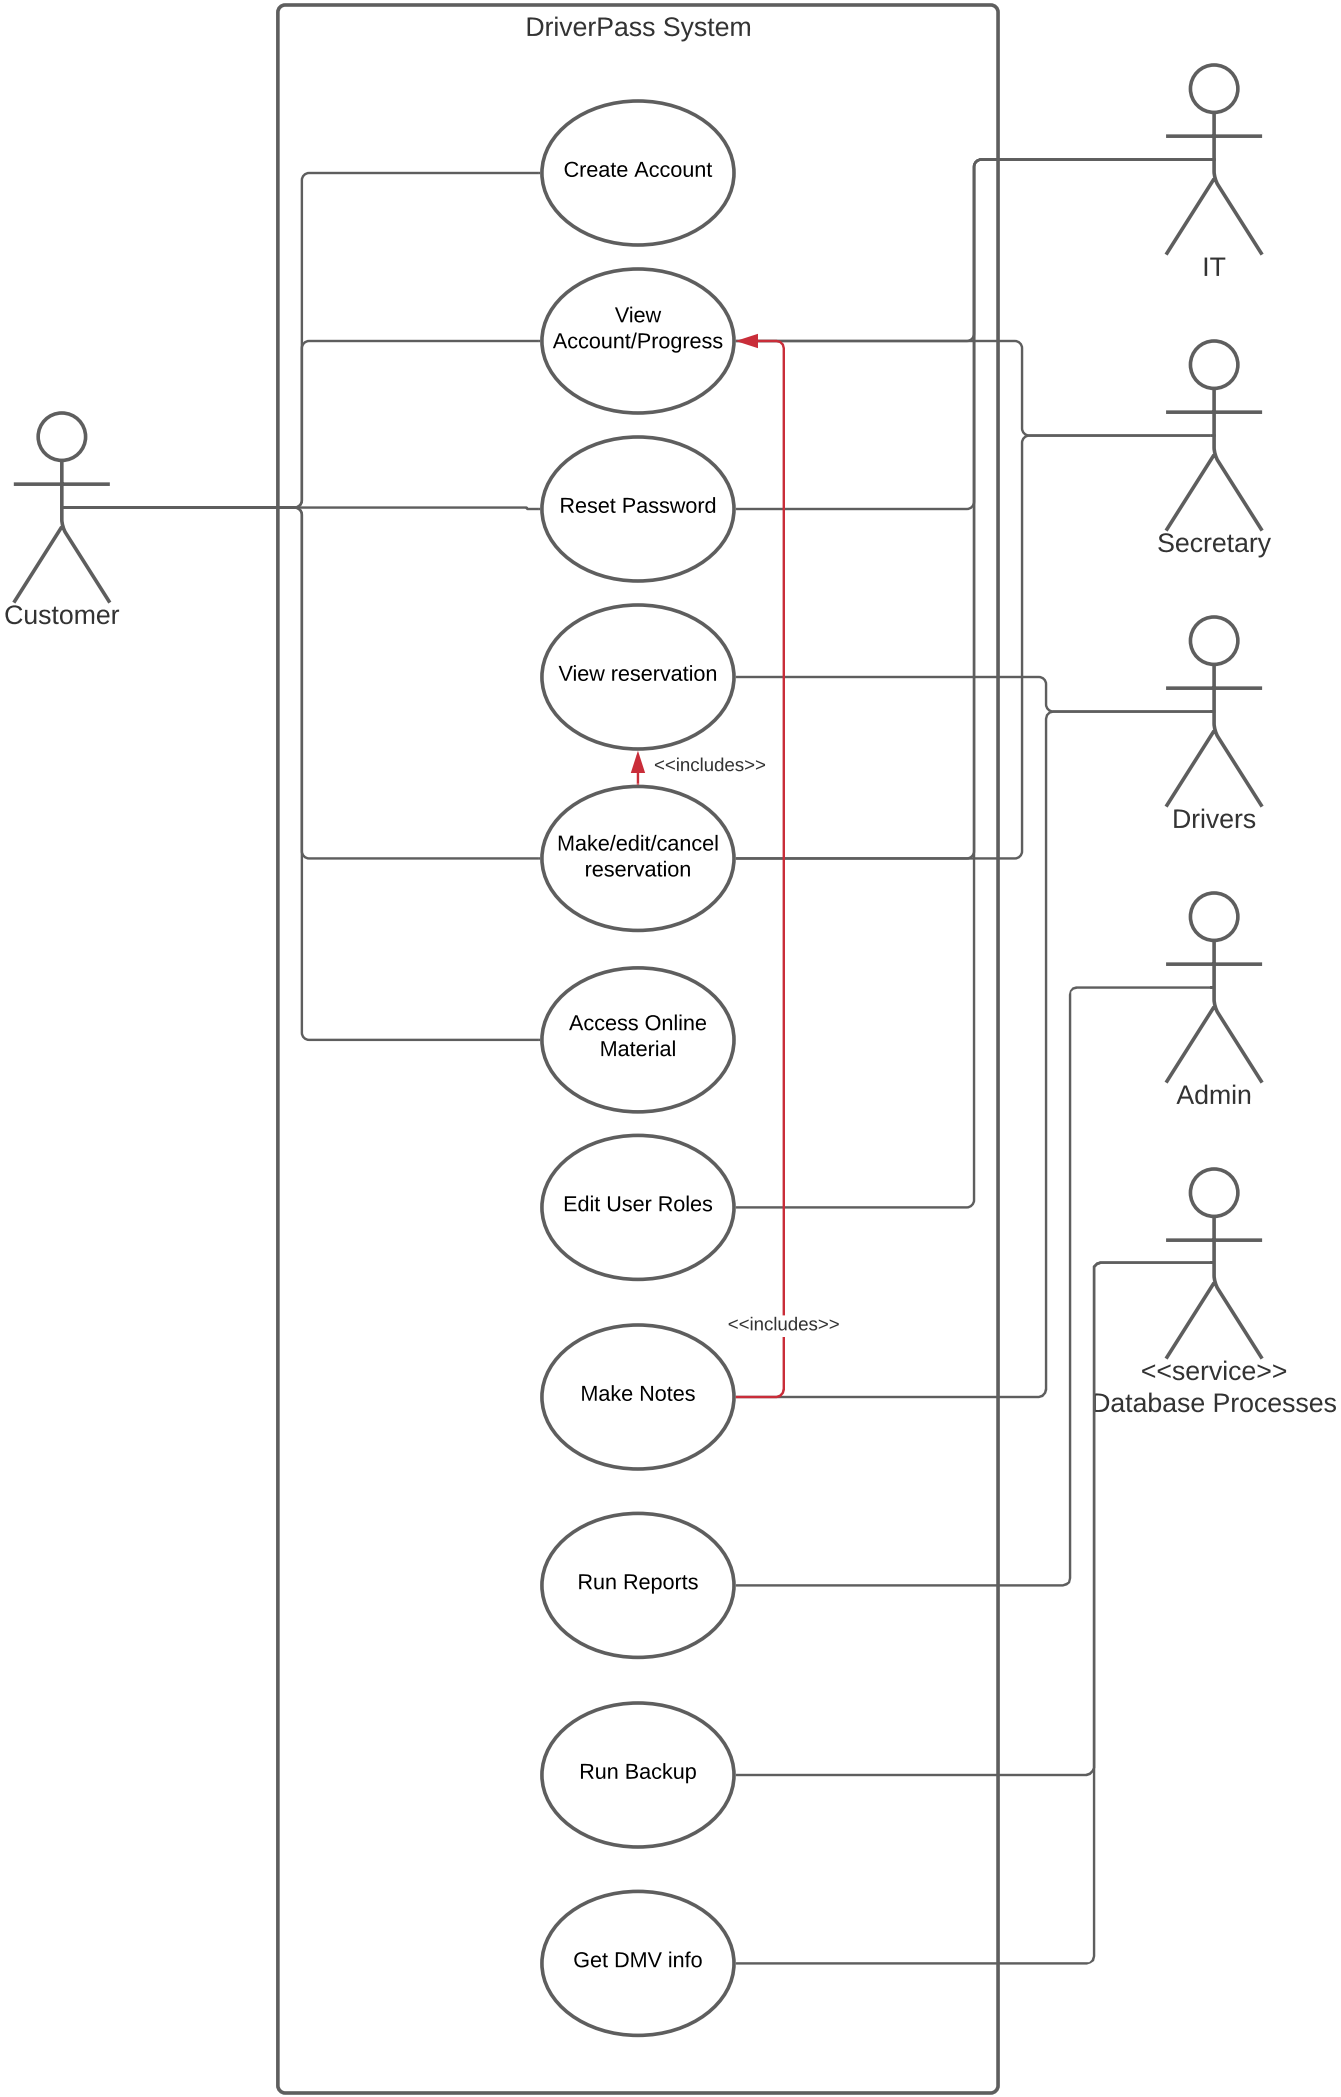 DriverPass System
Create Account
IT
View
Account/Progress
Reset Password
Secretary
Customer
View reservation
<<includes>>
Drivers
Make/edit/cancel
reservation
Access Online
Material
Admin
Edit User Roles
<<includes>>
<<service>>
Database Processes
Make Notes
Run Reports
Run Backup
Get DMV info